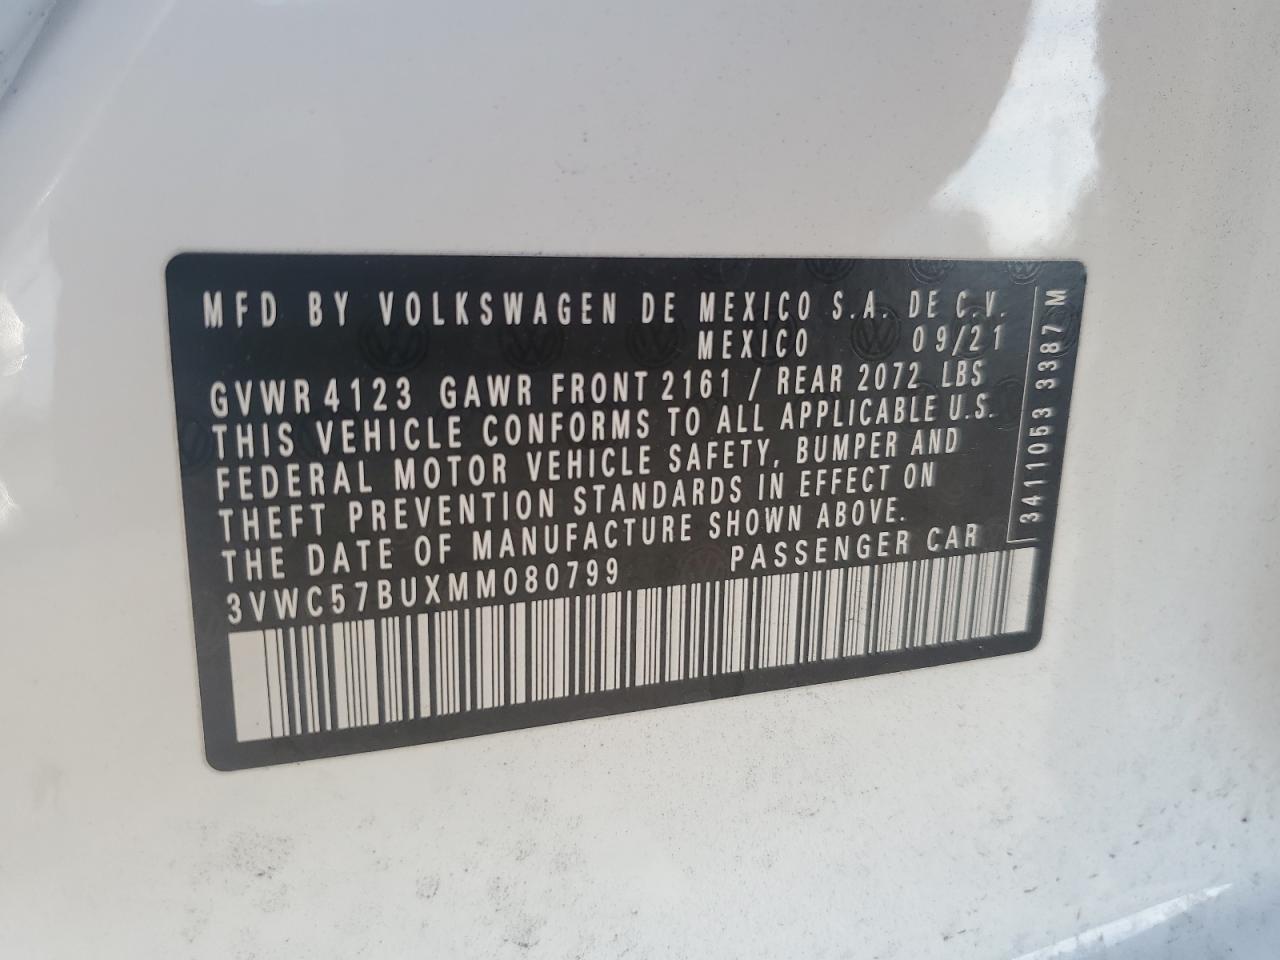 MFD BY VOLKSWAGEN DE MEXICO S.A. DE C.V.
MEXICO 09/21
GVWR 4123 GAWR FRONT 2161 / REAR 2072 LBS
THIS VEHICLE CONFORMS TO ALL APPLICABLE U.S.
FEDERAL MOTOR VEHICLE SAFETY, BUMPER AND
THEFT PREVENTION STANDARDS IN EFFECT ON
THE DATE OF MANUFACTURE SHOWN ABOVE.
3VWC57BUXMM080799 PASSENGER CAR
3411053 3387 M